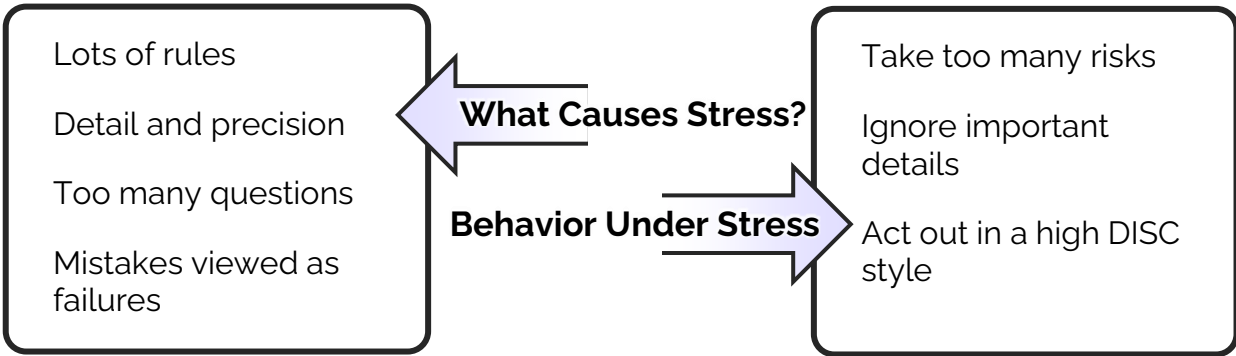 Lots of rules
Detail and precision
Too many questions
Mistakes viewed as
failures
What Causes Stress?
Behavior Under Stress
Take too many risks
Ignore important
details
Act out in a high DISC
style